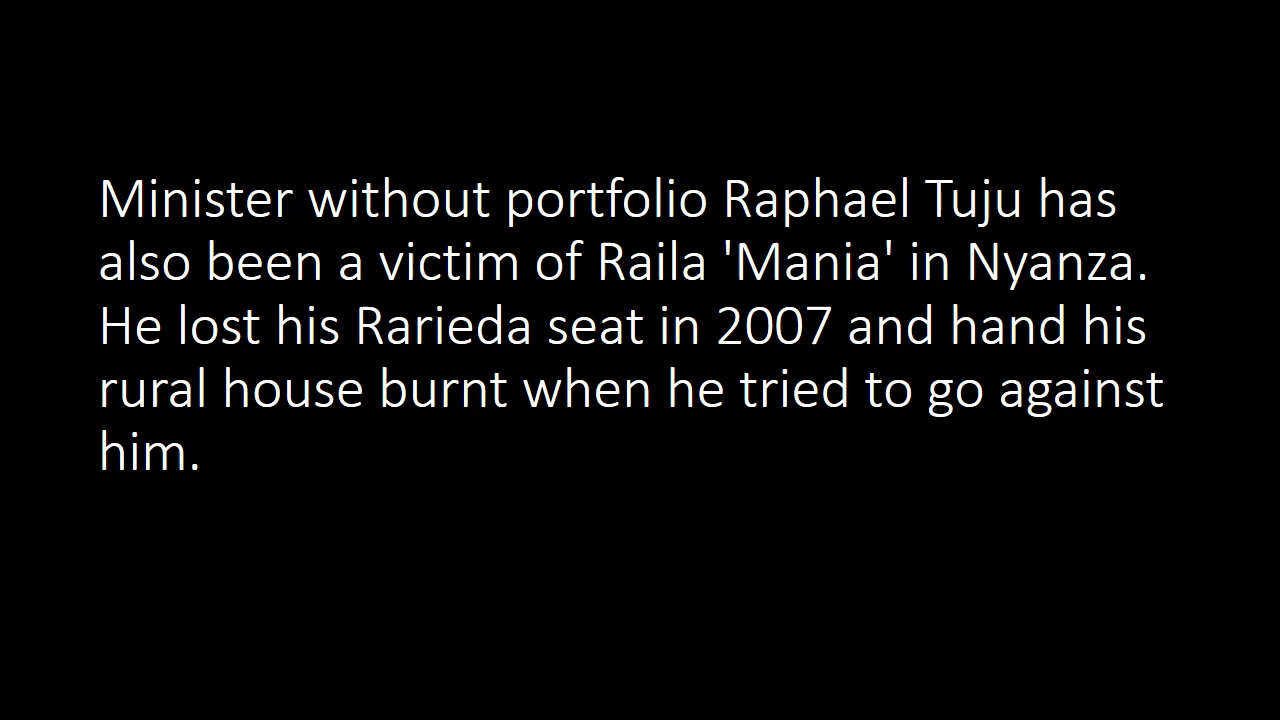 Minister without portfolio Raphael Tuju has
also been a victim of Raila 'Mania' in Nyanza.
He lost his Rarieda seat in 2007 and hand his
rural house burnt when he tried to go against
him.